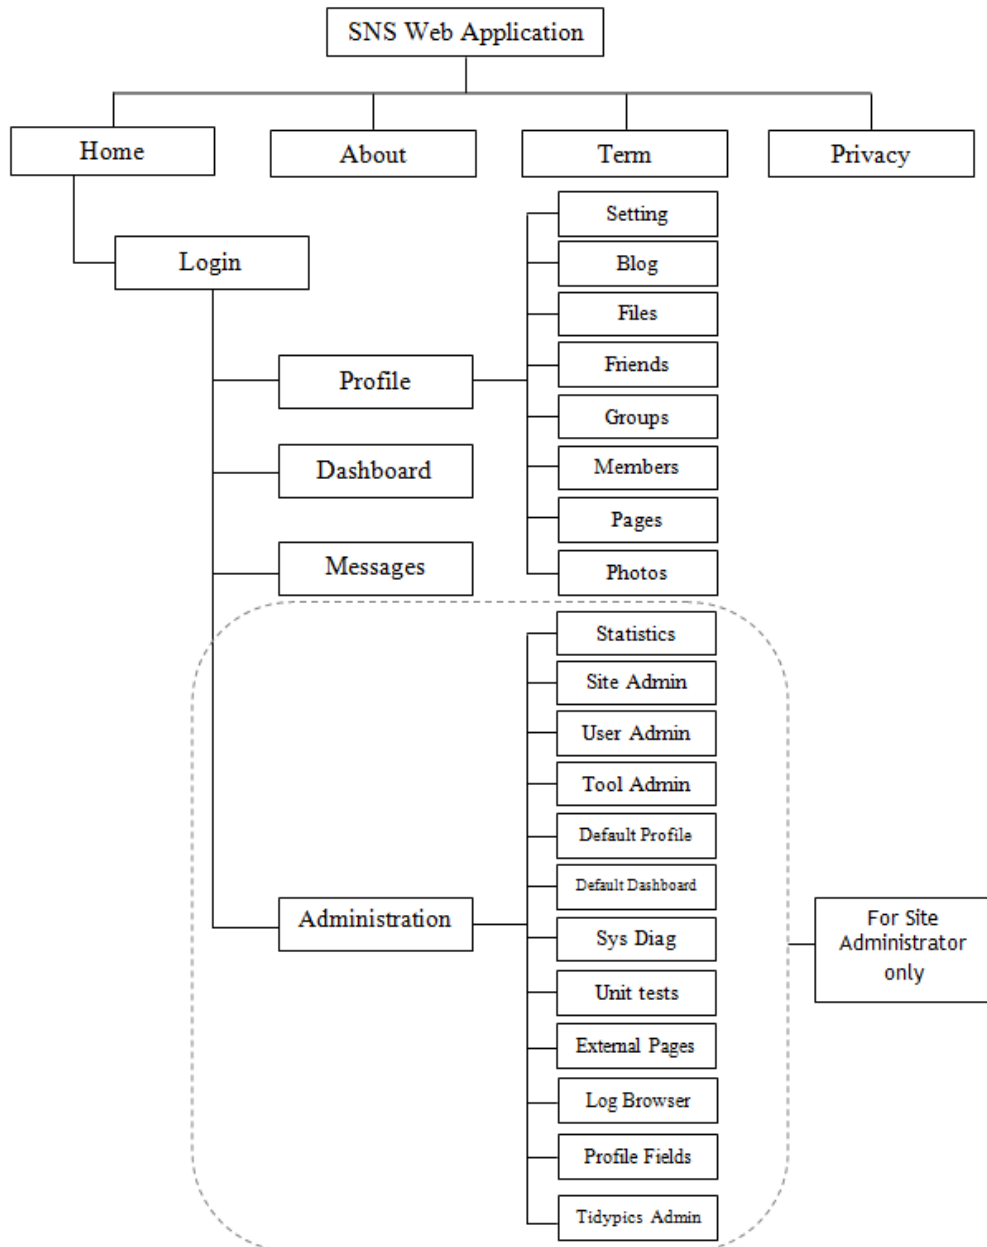 SNS Web Application
Home
About
Term
Privacy
Login
Profile
Setting
Blog
Files
Friends
Groups
Members
Pages
Photos
Dashboard
Messages
Administration
Statistics
Site Admin
User Admin
Tool Admin
Default Profile
Default Dashboard
Sys Diag
Unit tests
External Pages
Log Browser
Profile Fields
Tidypics Admin
For Site
Administrator
only